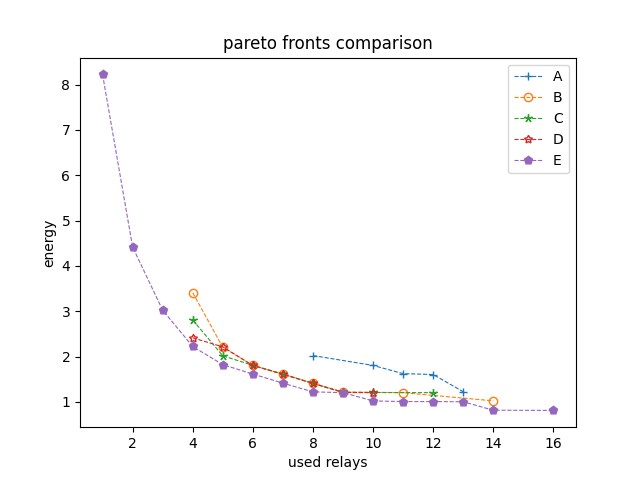 pareto fronts comparison
A
B
C
D
E
energy
8
7
6
5
4
3
2
1
2 4 6 8 10 12 14 16
used relays